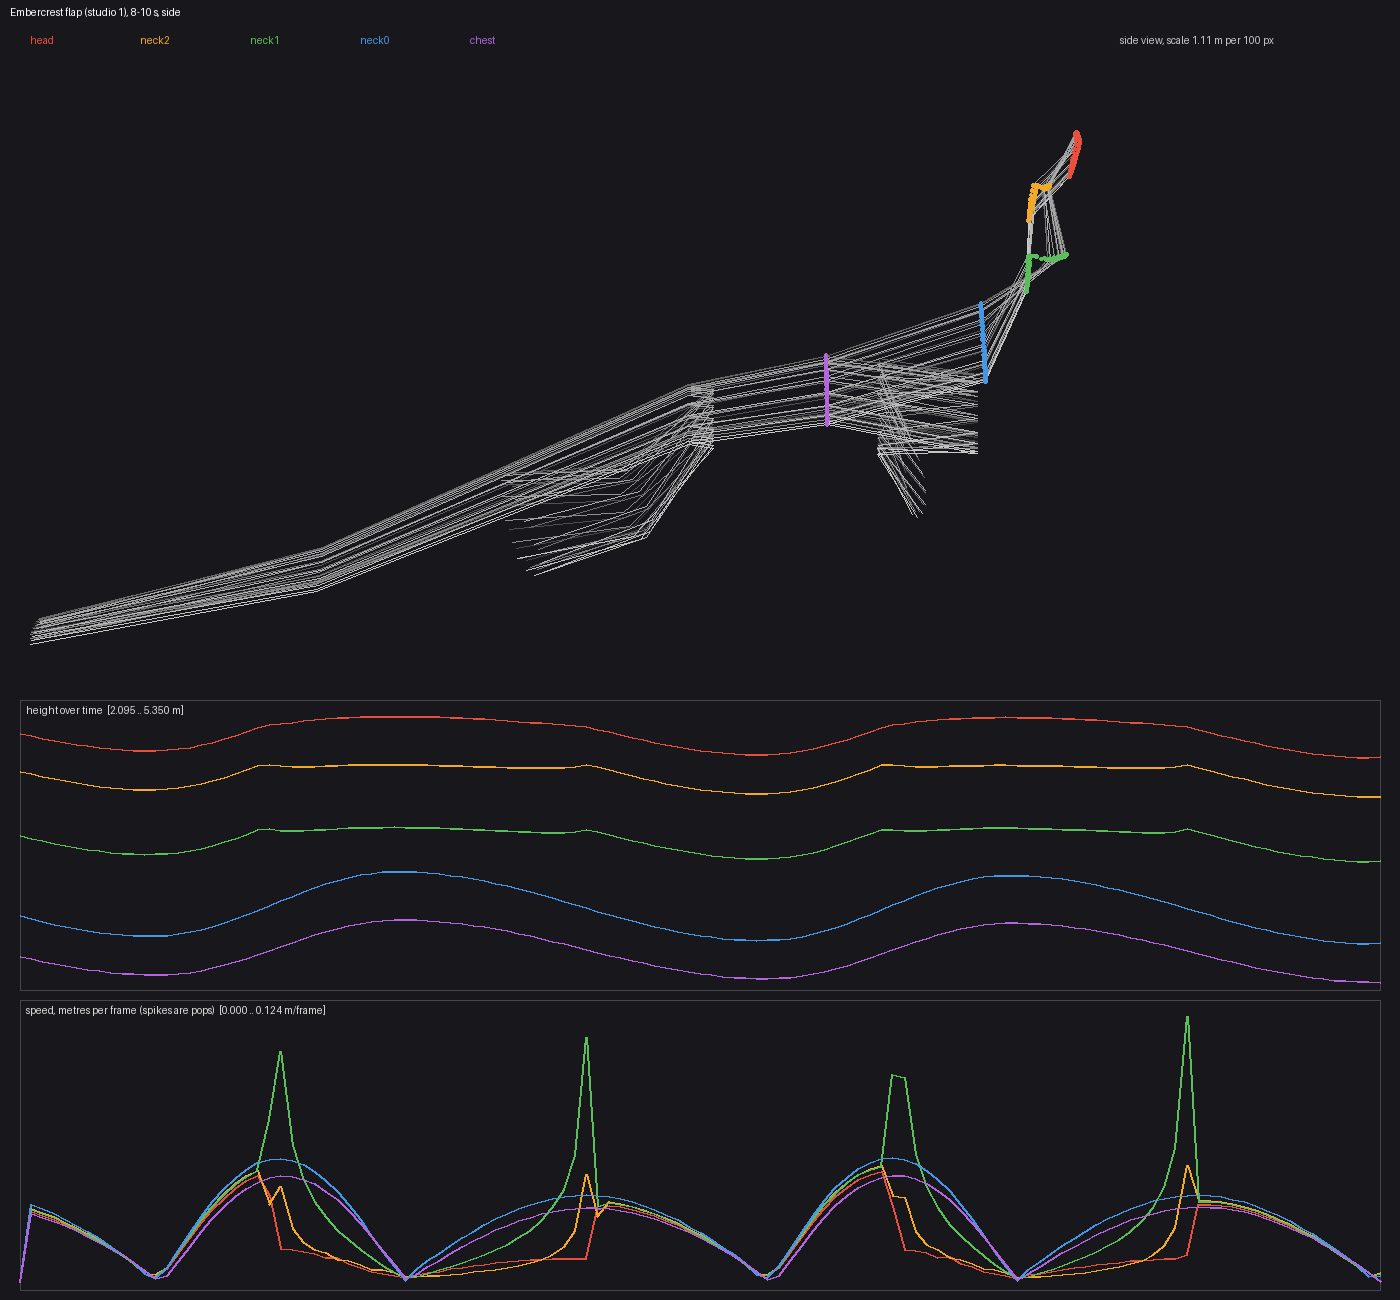 Embercrest flap (studio 1), 8-10 s, side
head neck2 neck1 neck0 chest side view, scale 1.11 m per 100 px
height over time [2.095 .. 5.350 m]
speed, metres per frame (spikes are pops) [0.000 .. 0.124 m/frame]